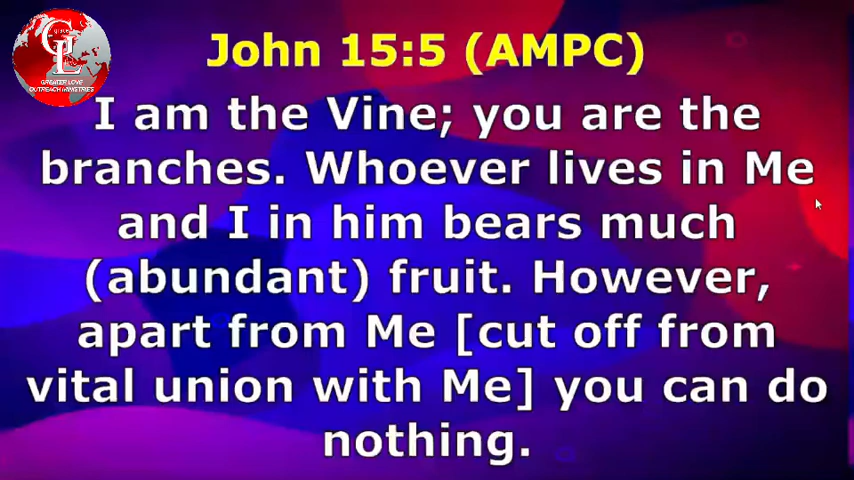 John 15:5 (AMPC)
I am the Vine; you are the
branches. Whoever lives in Me
and I in him bears much
(abundant) fruit. However,
apart from Me [cut off from
vital union with Me] you can do
nothing.
GREATER LOVE
OUTREACH MINISTRIES